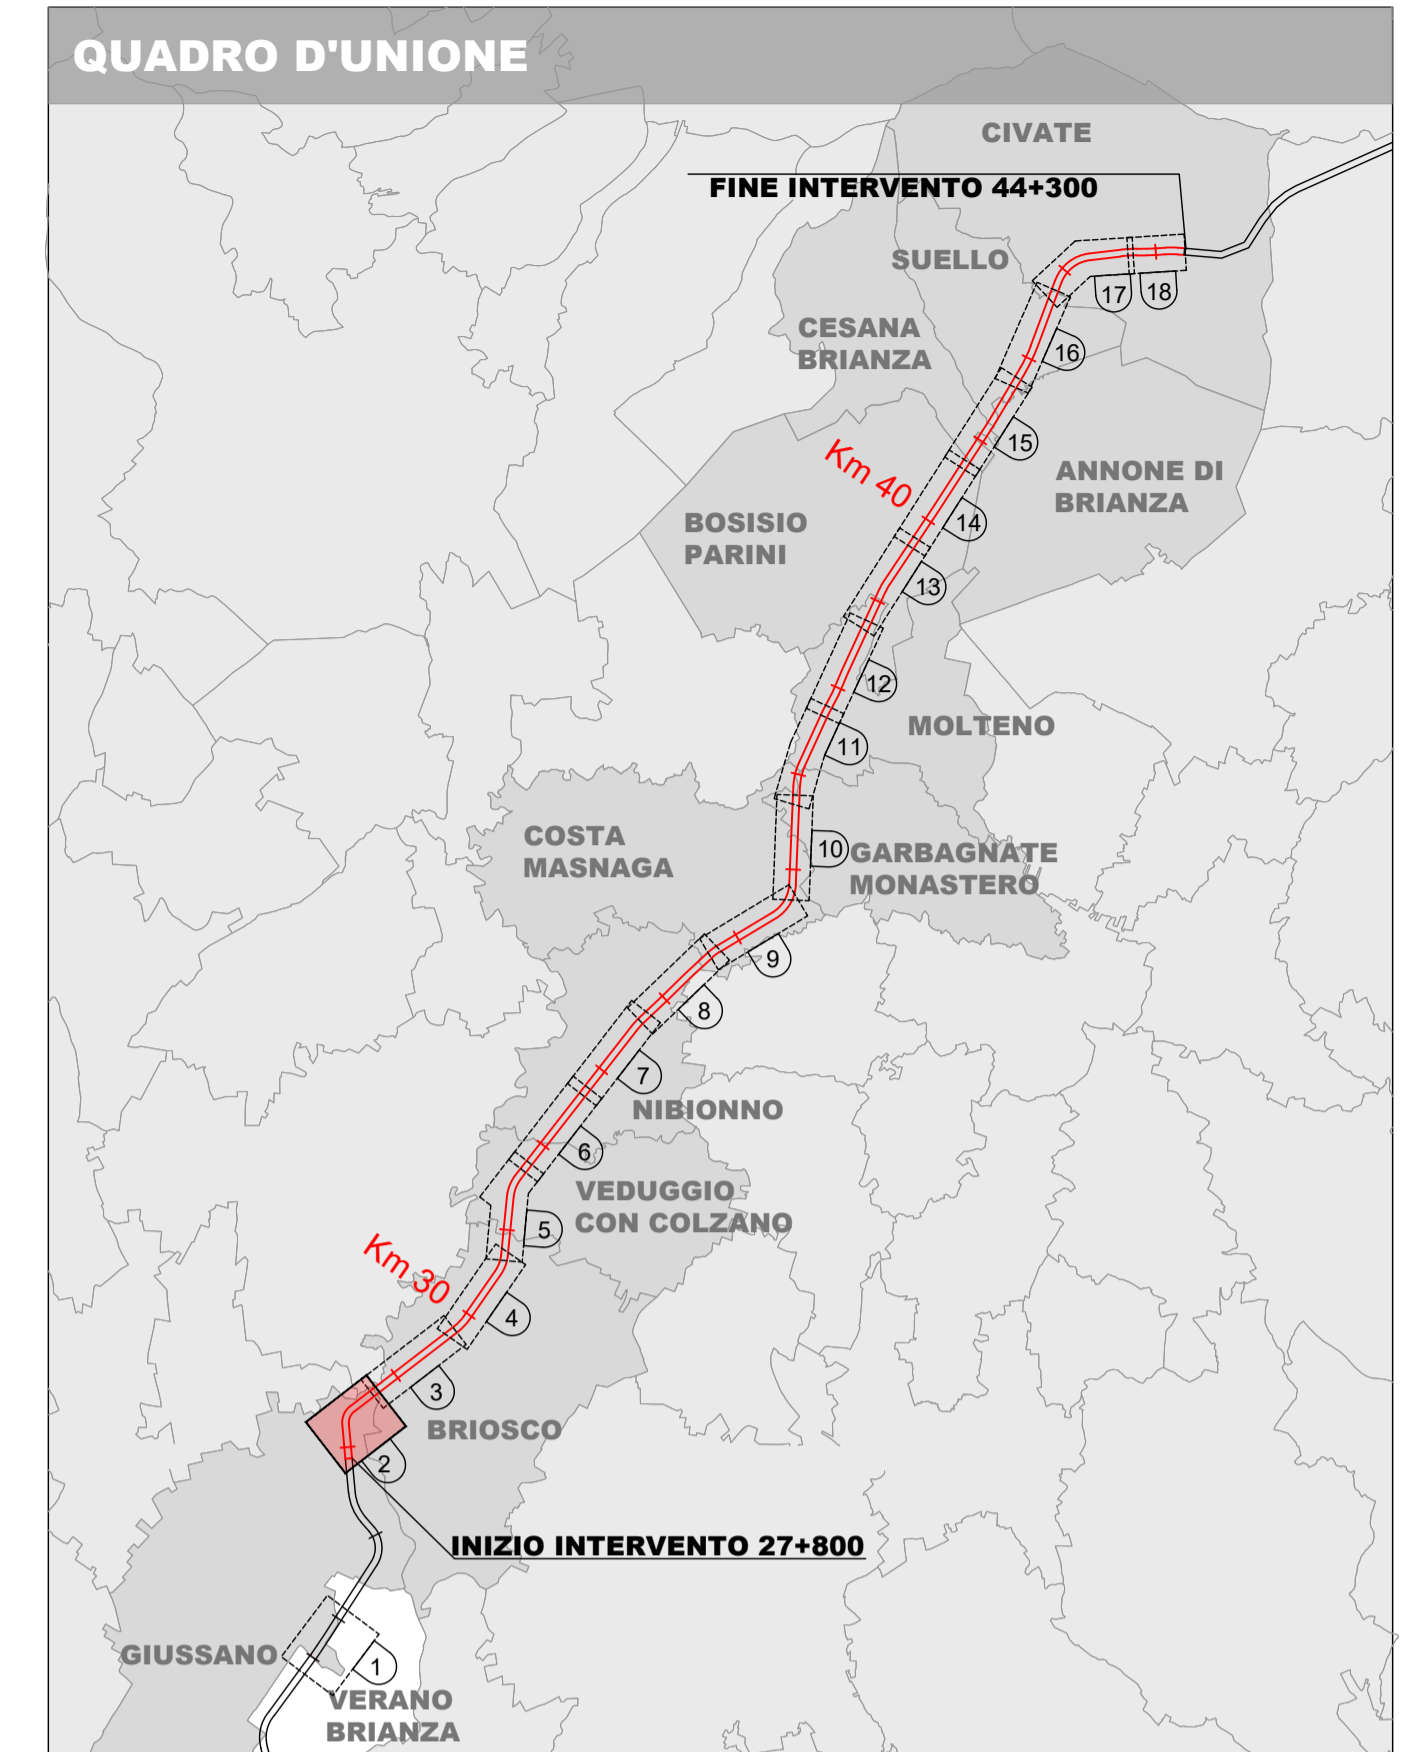 QUADRO D'UNIONE
CIVATE
FINE INTERVENTO 44+300
SUELLO
17
18
CESANA
BRIANZA
16
15
Km 40
ANNONE DI
BRIANZA
BOSISIO
PARINI
14
13
12
MOLTENO
11
COSTA
MASNAGA
10
GARBAGNATE
MONASTERO
9
8
7
NIBIONNO
6
VEDUGGIO
CON COLZANO
5
Km 30
4
3
BRIOSCO
2
INIZIO INTERVENTO 27+800
GIUSSANO
1
VERANO
BRIANZA